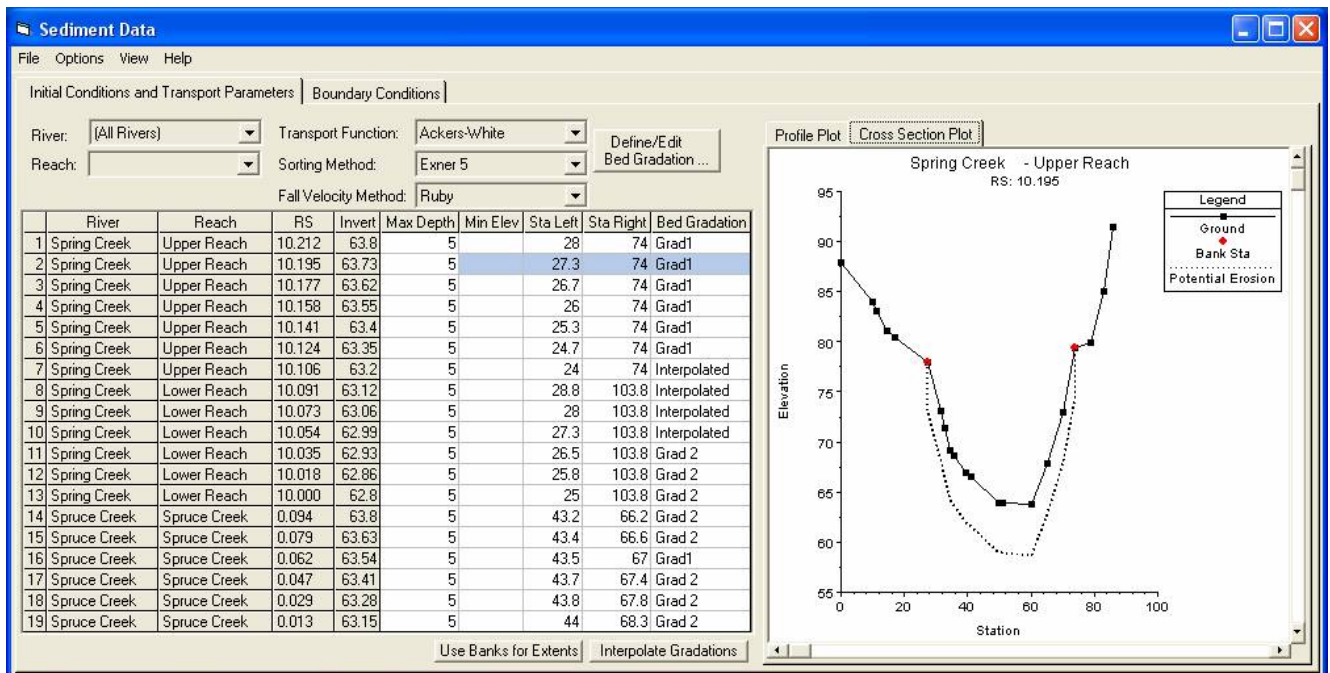 Sediment Data
File Options View Help
Initial Conditions and Transport Parameters Boundary Conditions
River: (All Rivers) Transport Function: Ackers-White Define/Edit Bed Gradation ...
Reach: Sorting Method: Exner 5
Fall Velocity Method: Ruby
River Reach RS Invert Max Depth Min Elev Sta Left Sta Right Bed Gradation
1 Spring Creek Upper Reach 10.212 63.8 5 28 74 Grad1
2 Spring Creek Upper Reach 10.195 63.73 5 27.3 74 Grad1
3 Spring Creek Upper Reach 10.177 63.62 5 26.7 74 Grad1
4 Spring Creek Upper Reach 10.158 63.55 5 26 74 Grad1
5 Spring Creek Upper Reach 10.141 63.4 5 25.3 74 Grad1
6 Spring Creek Upper Reach 10.124 63.35 5 24.7 74 Grad1
7 Spring Creek Upper Reach 10.106 63.2 5 24 74 Interpolated
8 Spring Creek Lower Reach 10.091 63.12 5 28.8 103.8 Interpolated
9 Spring Creek Lower Reach 10.073 63.06 5 28 103.8 Interpolated
10 Spring Creek Lower Reach 10.054 62.99 5 27.3 103.8 Interpolated
11 Spring Creek Lower Reach 10.035 62.93 5 26.5 103.8 Grad 2
12 Spring Creek Lower Reach 10.018 62.86 5 25.8 103.8 Grad 2
13 Spring Creek Lower Reach 10.000 62.8 5 25 103.8 Grad 2
14 Spruce Creek Spruce Creek 0.094 63.8 5 43.2 66.2 Grad 2
15 Spruce Creek Spruce Creek 0.079 63.63 5 43.4 66.6 Grad 2
16 Spruce Creek Spruce Creek 0.062 63.54 5 43.5 67 Grad1
17 Spruce Creek Spruce Creek 0.047 63.41 5 43.7 67.4 Grad 2
18 Spruce Creek Spruce Creek 0.029 63.28 5 43.8 67.8 Grad 2
19 Spruce Creek Spruce Creek 0.013 63.15 5 44 68.3 Grad 2
Use Banks for Extents Interpolate Gradations
Profile Plot Cross Section Plot
Spring Creek - Upper Reach
RS: 10.195
Legend
Ground
Bank Sta
Potential Erosion
Elevation
95
90
85
80
75
70
65
60
55
0 20 40 60 80 100
Station